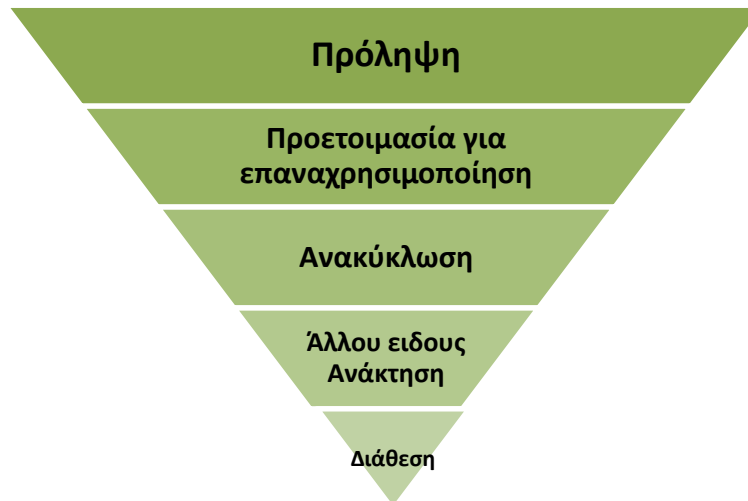 Πρόληψη
Προετοιμασία για
επαναχρησιμοποίηση
Ανακύκλωση
Άλλου ειδους
Ανάκτηση
Διάθεση